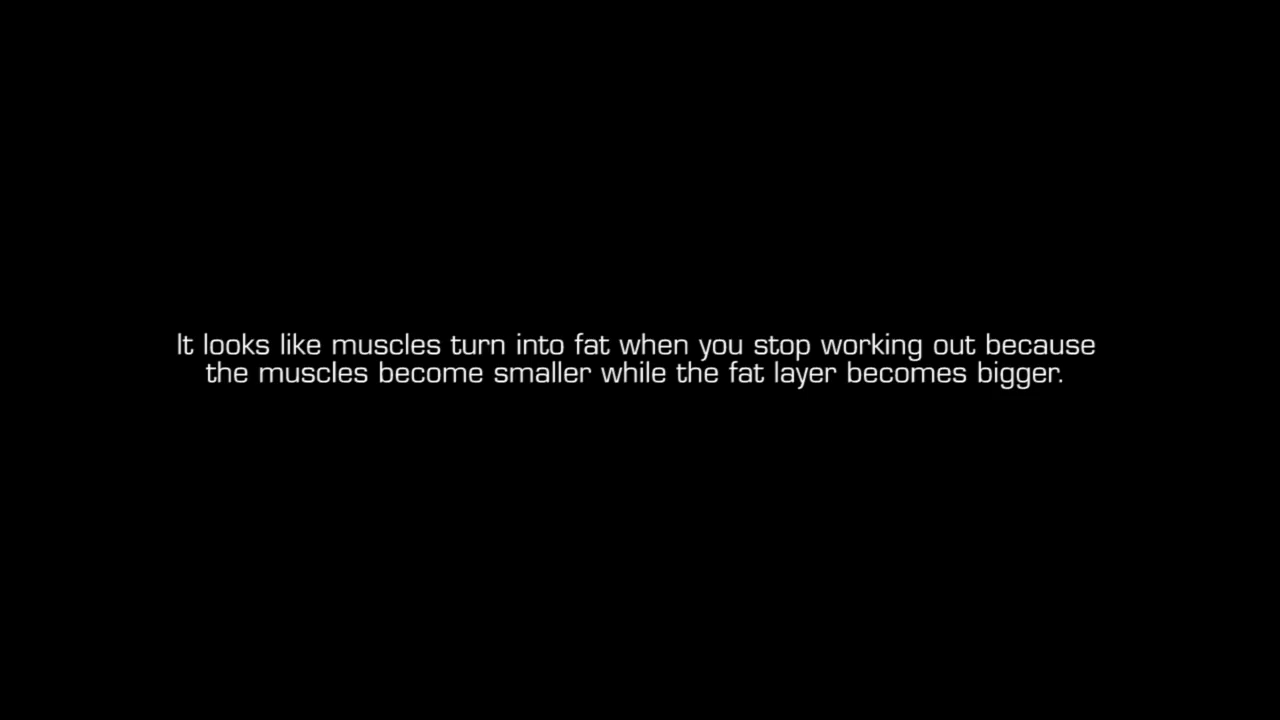 It looks like muscles turn into fat when you stop working out because
the muscles become smaller while the fat layer becomes bigger.